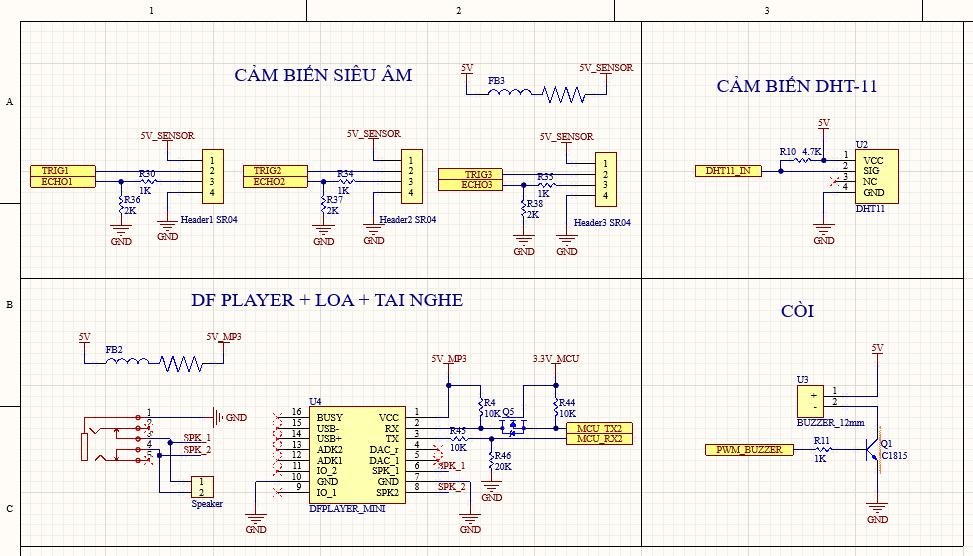 1
2
3
A
B
C
CẢM BIẾN SIÊU ÂM
5V
FB3
5V_SENSOR
5V_SENSOR
TRIG1
ECHO1
R30
1K
R36
2K
GND
GND
1
2
3
4
Header1 SR04
5V_SENSOR
TRIG2
ECHO2
R34
1K
R37
2K
GND
GND
1
2
3
4
Header2 SR04
5V_SENSOR
TRIG3
ECHO3
R35
1K
R38
2K
GND
GND
1
2
3
4
Header3 SR04
CẢM BIẾN DHT-11
5V
R10 4.7K
DHT11_IN
U2
1 VCC
2 SIG
3 NC
4 GND
DHT11
GND
DF PLAYER + LOA + TAI NGHE
5V
FB2
5V_MP3
1
2
3
4
5
GND
SPK_1
SPK_2
1
2
Speaker
U4
16 BUSY
15 USB-
14 USB+
13 ADK2
12 ADK1
11 IO_2
10 GND
9 IO_1
VCC 1
RX 2
TX 3
DAC_r 4
DAC_1 5
SPK_1 6
GND 7
SPK2 8
DFPLAYER_MINI
GND
5V_MP3
3.3V_MCU
R4
10K
Q5
R44
10K
R45
10K
R46
20K
GND
MCU_TX2
MCU_RX2
SPK_1
SPK_2
GND
CÒI
5V
U3
+ 1
- 2
BUZZER_12mm
PWM_BUZZER
R11
1K
Q1
C1815
GND